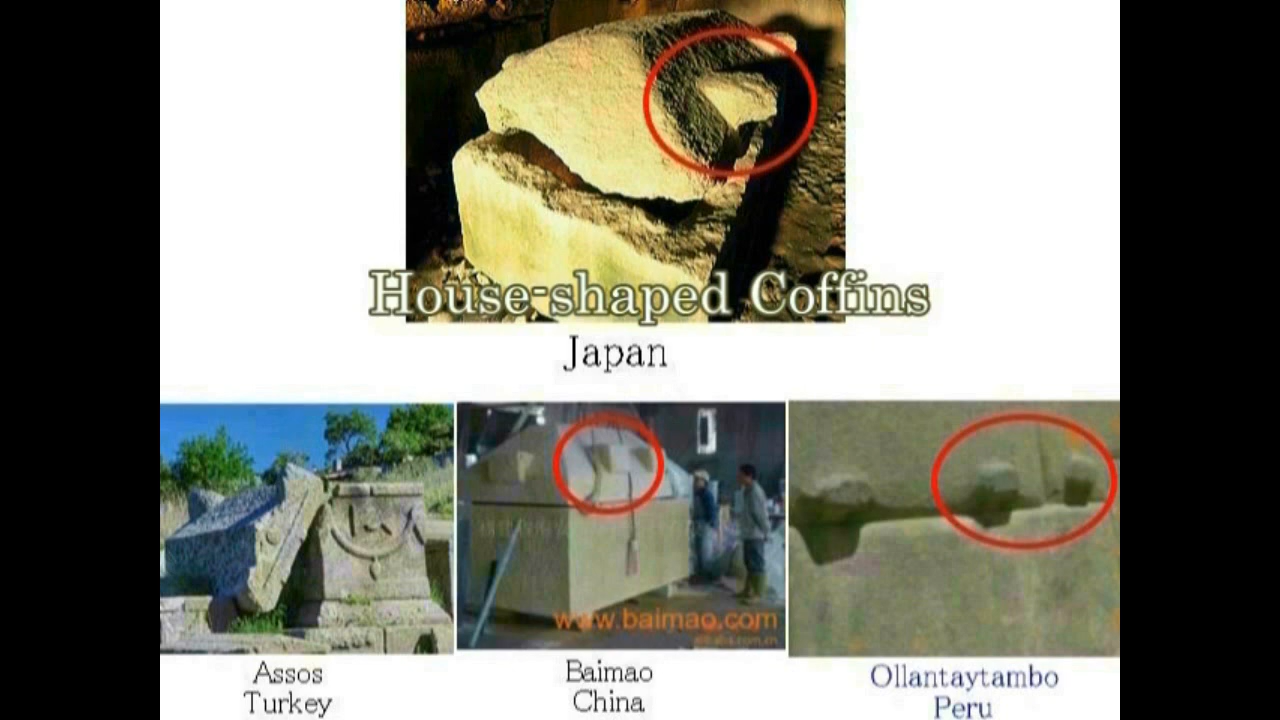 House-shaped Coffins
Japan
www.baimao.com
Assos
Turkey
Baimao
China
Ollantaytambo
Peru